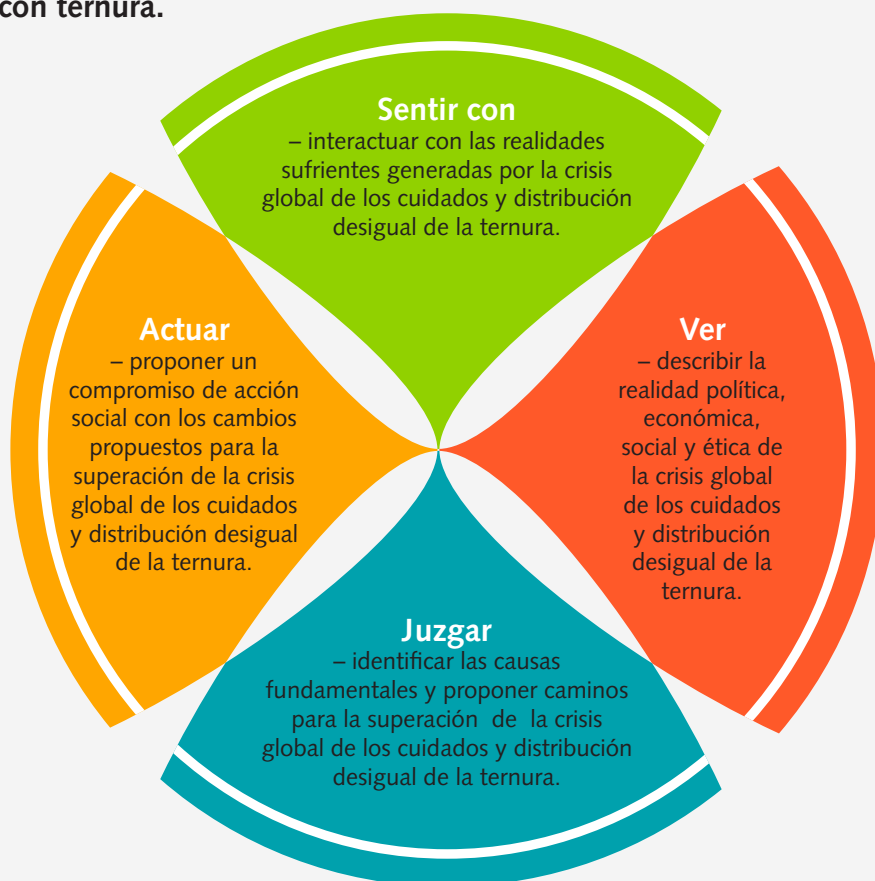 con ternura.
Sentir con
– interactuar con las realidades
sufrientes generadas por la crisis
global de los cuidados y distribución
desigual de la ternura.
Ver
– describir la
realidad política,
económica,
social y ética de
la crisis global
de los cuidados
y distribución
desigual de la
ternura.
Juzgar
– identificar las causas
fundamentales y proponer caminos
para la superación  de  la crisis
global de los cuidados y distribución
desigual de la ternura.
Actuar
– proponer un
compromiso de acción
social con los cambios
propuestos para la
superación de la crisis
global de los cuidados
y distribución desigual
de la ternura.